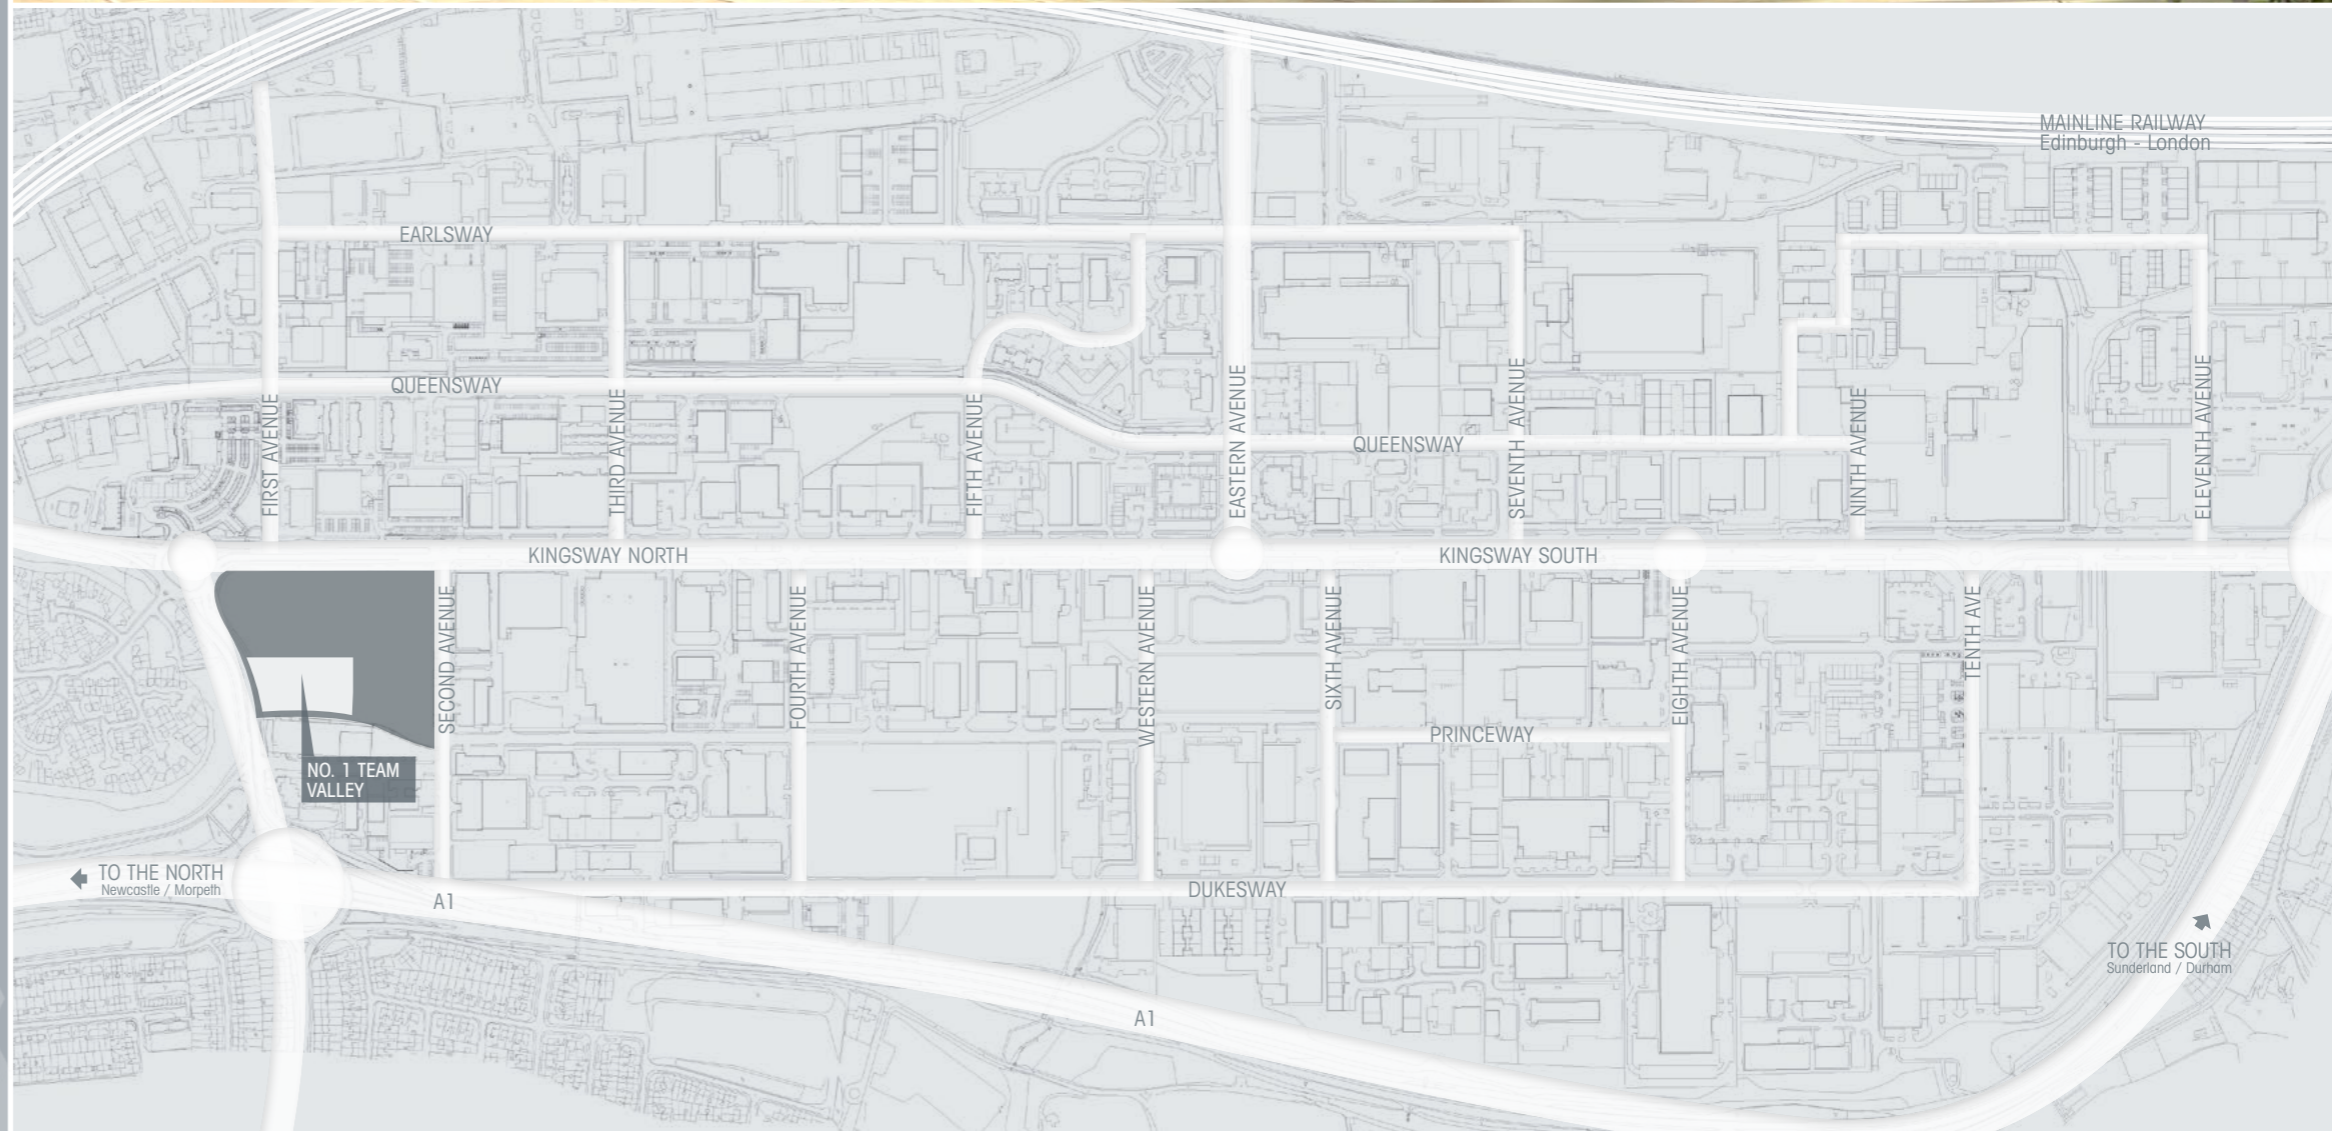 MAINLINE RAILWAY
Edinburgh - London
EARLSWAY
QUEENSWAY
FIRST AVENUE
THIRD AVENUE
FIFTH AVENUE
EASTERN AVENUE
QUEENSWAY
SEVENTH AVENUE
NINTH AVENUE
ELEVENTH AVENUE
KINGSWAY NORTH
KINGSWAY SOUTH
SECOND AVENUE
FOURTH AVENUE
WESTERN AVENUE
SIXTH AVENUE
EIGHTH AVENUE
TENTH AVE
PRINCEWAY
NO. 1 TEAM
VALLEY
TO THE NORTH
Newcastle / Morpeth
A1
DUKESWAY
TO THE SOUTH
Sunderland / Durham
A1